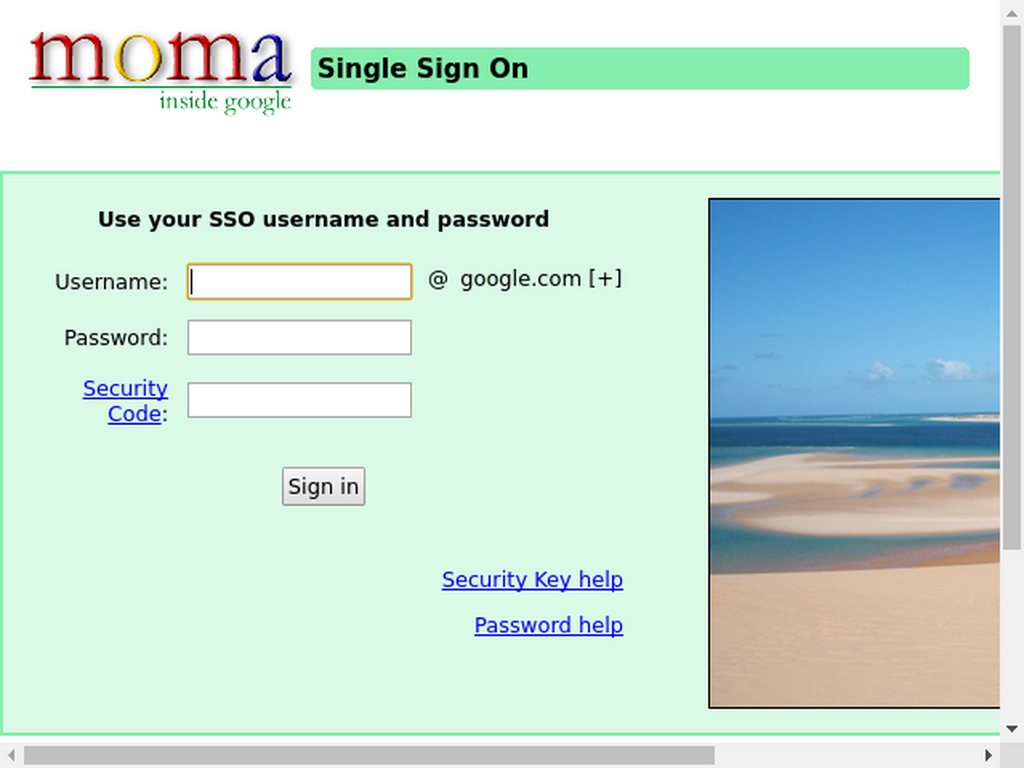 moma
inside google
Single Sign On
Use your SSO username and password
Username: @ google.com [+]
Password:
Security
Code:
Sign in
Security Key help
Password help